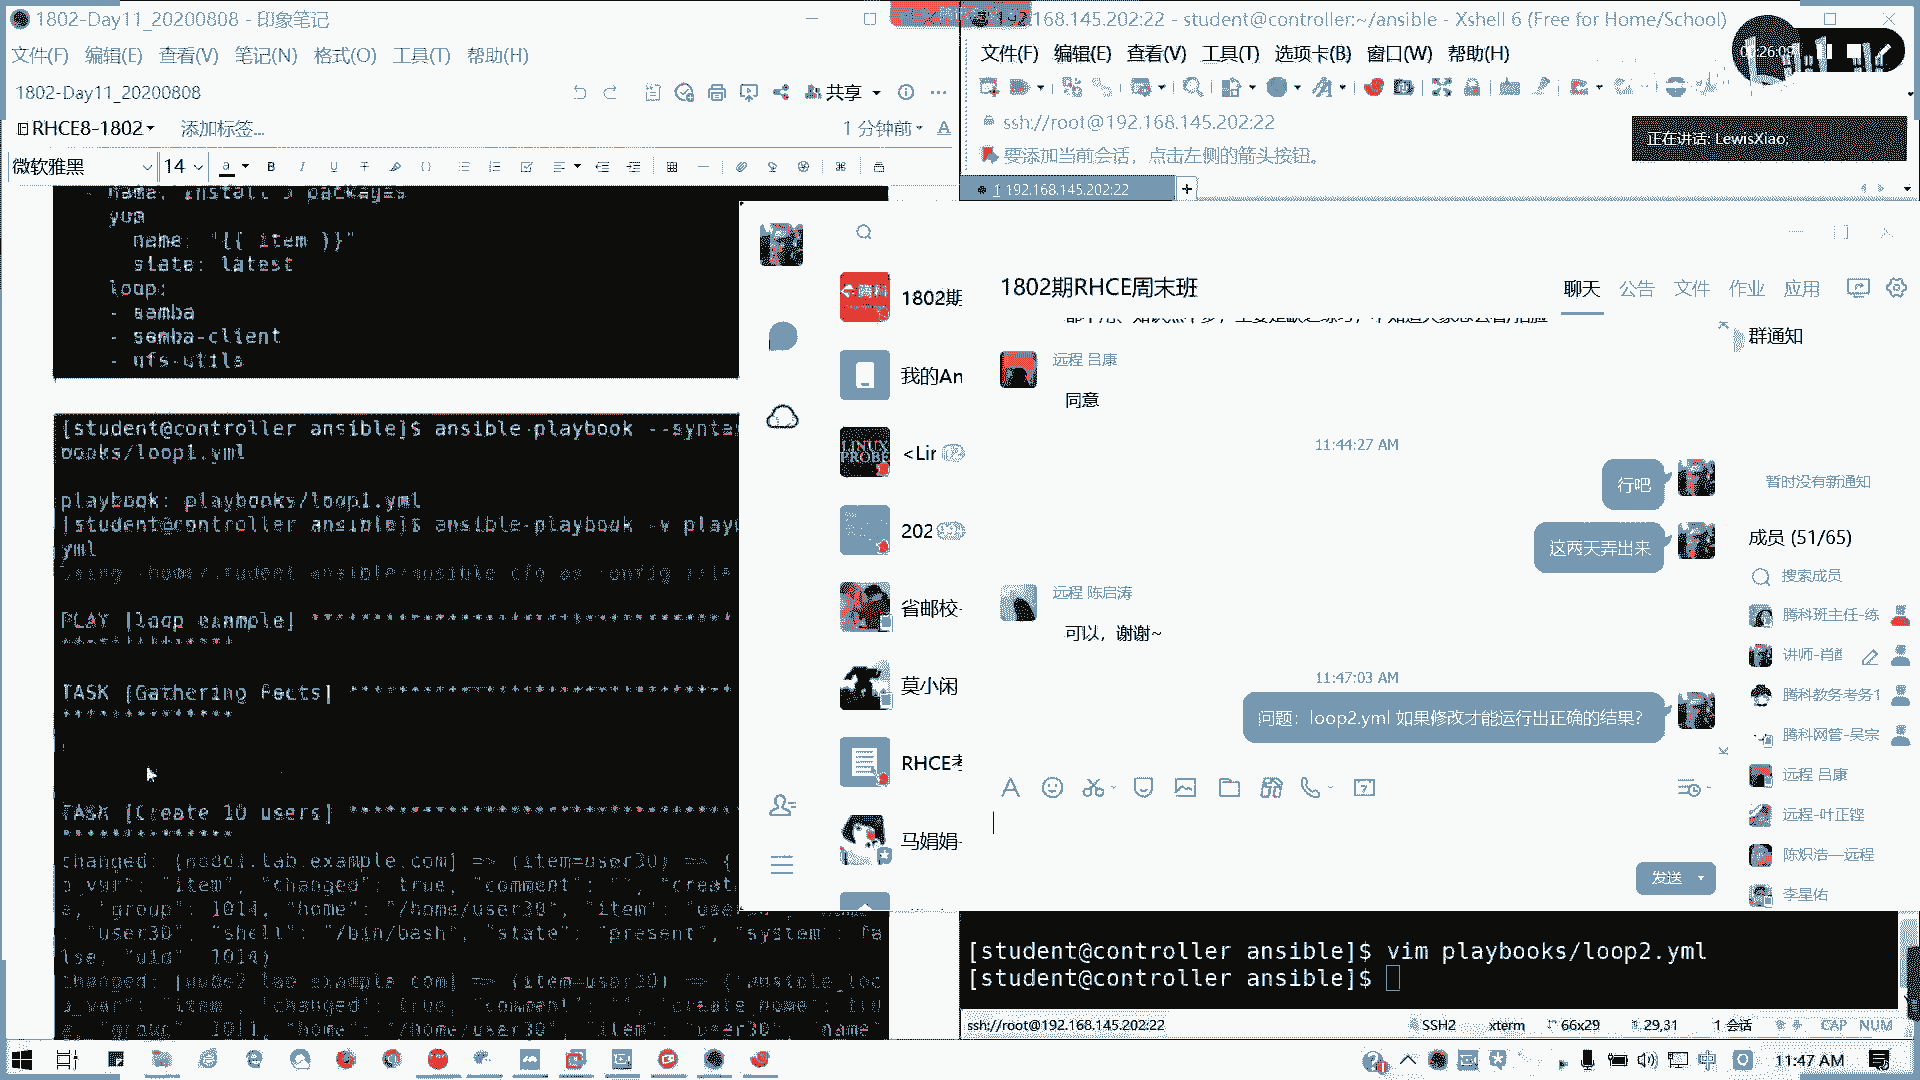 1802-Day11_20200808 - 印象笔记
文件(F) 编辑(E) 查看(V) 笔记(N) 格式(O) 工具(T) 帮助(H)
1802-Day11_20200808
共享
RHCE8-1802
添加标签...
1 分钟前
微软雅黑
14
- name: install 3 packages
yum
name: "{{ item }}"
state: latest
loop:
- samba
- samba-client
- nfs-utils
[student@controller ansible]$ ansible-playbook --synta
books/loop1.yml
playbook: playbooks/loop1.yml
[student@controller ansible]$ ansible-playbook -v play
yml
PLAY [loop example] ***********************************
**************
TASK [Gathering Facts] ********************************
**************
TASK [Create 10 users] ********************************
**************
changed: [node1.lab.example.com] => (item=user30) => {
p_var": "item", "changed": true, "comment": "", "creat
e, "group": 1014, "home": "/home/user30", "item": "use
"user30", "shell": "/bin/bash", "state": "present", "system": fa
lse, "uid": 1014}
changed: [node2.lab.example.com] => (item=user30) => {"ansible_loo
p_var": "item", "changed": true, "comment": "", "create_home": tru
"group": 1011, "home": "/home/user30", "item": "user30", "name"
168.145.202:22 - student@controller:~/ansible - Xshell 6 (Free for Home/School)
文件(F) 编辑(E) 查看(V) 工具(T) 选项卡(B) 窗口(W) 帮助(H)
ssh://root@192.168.145.202:22
要添加当前会话，点击左侧的箭头按钮。
正在讲话: LewisXiao;
1 192.168.145.202:22
1802期
我的An
<Lir
202
省邮校-
莫小闲
RHCE考
马娟娟-
1802期RHCE周末班
聊天 公告 文件 作业 应用
群通知
远程 吕康
同意
11:44:27 AM
行吧
这两天弄出来
远程 陈启涛
可以，谢谢~
11:47:03 AM
问题：loop2.yml 如果修改才能运行出正确的结果？
发送
暂时没有新通知
成员 (51/65)
搜索成员
腾科班主任-练
讲师-肖
腾科教务考务1
腾科网管-吴宗
远程 吕康
远程-叶正铿
陈炽浩—远程
李星佑
[student@controller ansible]$ vim playbooks/loop2.yml
[student@controller ansible]$
ssh://root@192.168.145.202:22
SSH2
xterm
66x29
29,31
1 会话
CAP NUM
中
11:47 AM